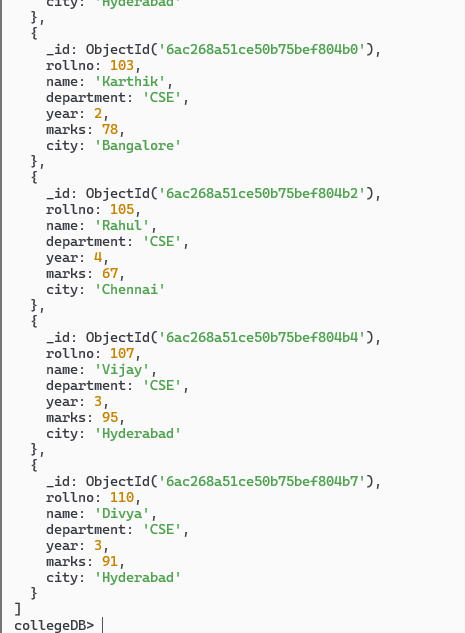 city: 'Hyderabad'
},
{
_id: ObjectId('6ac268a51ce50b75bef804b0'),
rollno: 103,
name: 'Karthik',
department: 'CSE',
year: 2,
marks: 78,
city: 'Bangalore'
},
{
_id: ObjectId('6ac268a51ce50b75bef804b2'),
rollno: 105,
name: 'Rahul',
department: 'CSE',
year: 4,
marks: 67,
city: 'Chennai'
},
{
_id: ObjectId('6ac268a51ce50b75bef804b4'),
rollno: 107,
name: 'Vijay',
department: 'CSE',
year: 3,
marks: 95,
city: 'Hyderabad'
},
{
_id: ObjectId('6ac268a51ce50b75bef804b7'),
rollno: 110,
name: 'Divya',
department: 'CSE',
year: 3,
marks: 91,
city: 'Hyderabad'
}
]
collegeDB>